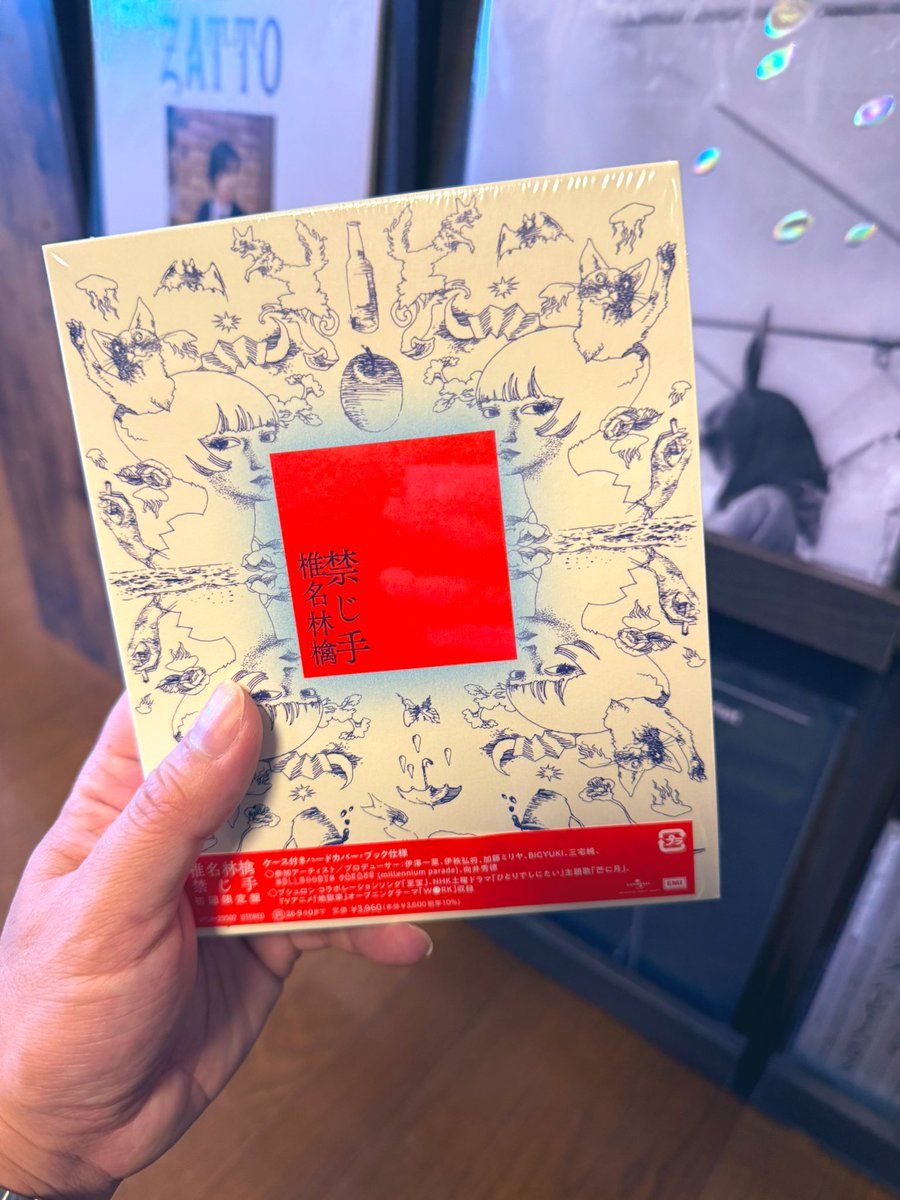 ZATTO
禁じ手
椎名林檎
椎名林檎
禁じ手
初回限定盤
ケース付きハードカバー・ブック仕様
○参加アーティスト/プロデューサー:伊澤一葉、伊秩弘将、加藤ミリヤ、BIGYUKI、三宅純、
(millennium parade)、向井秀徳
○ブシュロン コラボレーションソング「至宝」、NHK土曜ドラマ「ひとりでしにたい」主題歌「芒に月」、
TVアニメ「地獄楽」オープニングテーマ「W●RK」収録
STEREO
26・9・10まで 定価 ¥3,960(本体¥3,600 税率10%)
UNIVERSAL
EMI